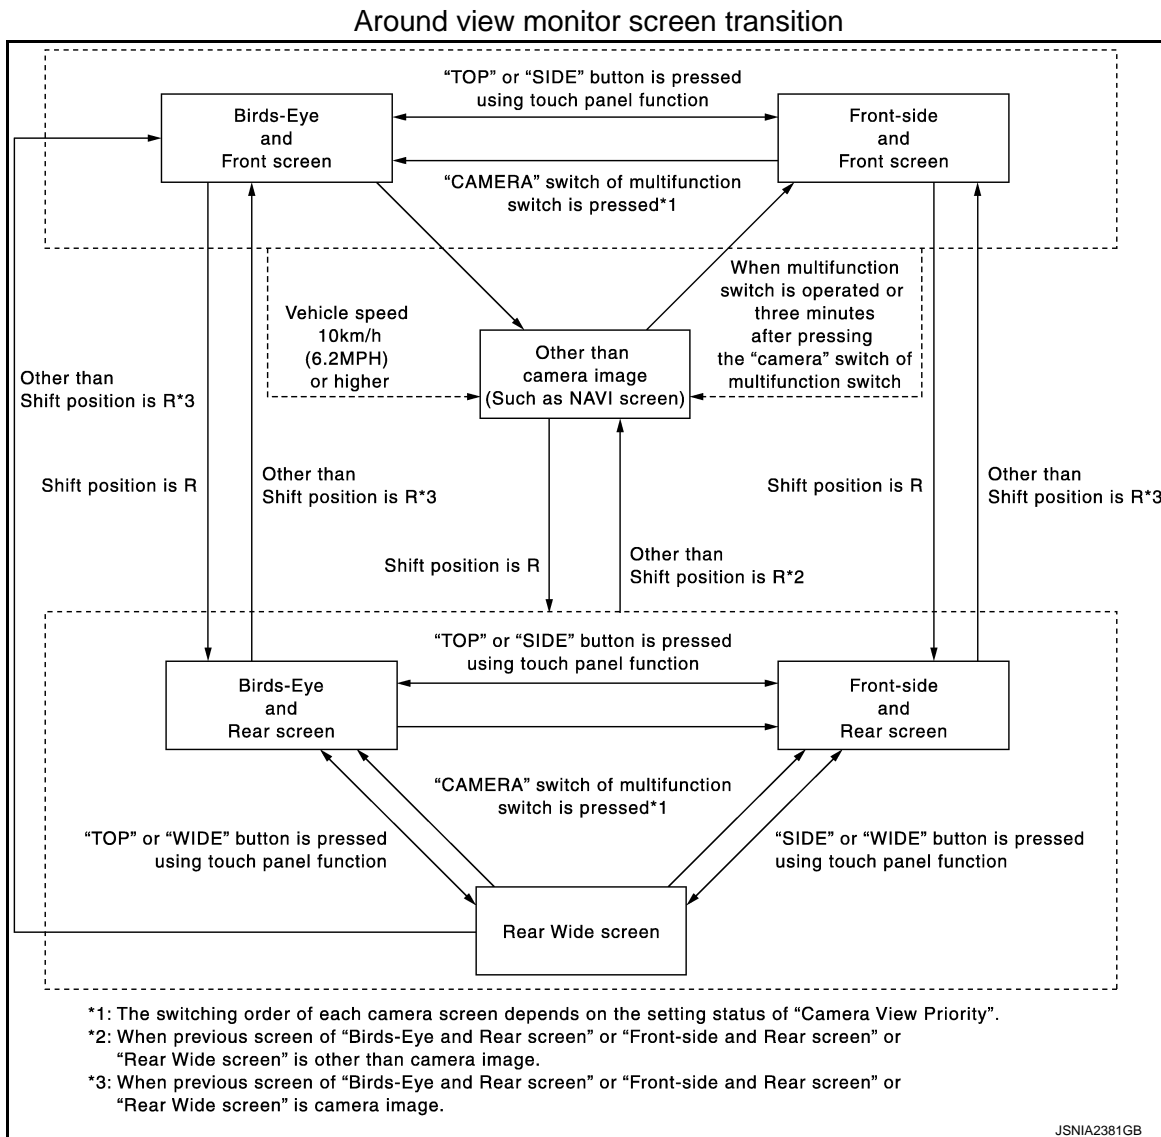 Around view monitor screen transition
“TOP” or “SIDE” button is pressed
using touch panel function
Birds-Eye
and
Front screen
Front-side
and
Front screen
“CAMERA” switch of multifunction
switch is pressed*1
When multifunction
switch is operated or
three minutes
after pressing
the “camera” switch of
multifunction switch
Vehicle speed
10km/h
(6.2MPH)
or higher
Other than
camera image
(Such as NAVI screen)
Other than
Shift position is R*3
Shift position is R
Other than
Shift position is R*3
Shift position is R
Other than
Shift position is R*3
Shift position is R
Other than
Shift position is R*2
“TOP” or “SIDE” button is pressed
using touch panel function
Birds-Eye
and
Rear screen
Front-side
and
Rear screen
“CAMERA” switch of multifunction
switch is pressed*1
“TOP” or “WIDE” button is pressed
using touch panel function
“SIDE” or “WIDE” button is pressed
using touch panel function
Rear Wide screen
*1: The switching order of each camera screen depends on the setting status of “Camera View Priority”.
*2: When previous screen of “Birds-Eye and Rear screen” or “Front-side and Rear screen” or
“Rear Wide screen” is other than camera image.
*3: When previous screen of “Birds-Eye and Rear screen” or “Front-side and Rear screen” or
“Rear Wide screen” is camera image.
JSNIA2381GB